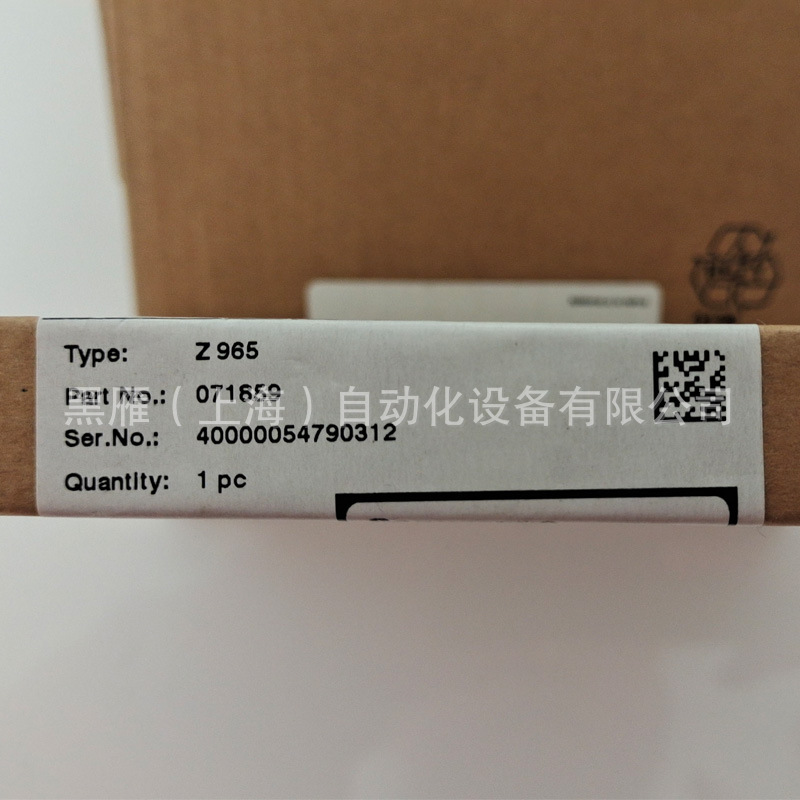 Type: Z 965
Part No.: 071659
Ser.No.: 40000054790312
Quantity: 1 pc
黑雁（上海）自动化设备有限公司